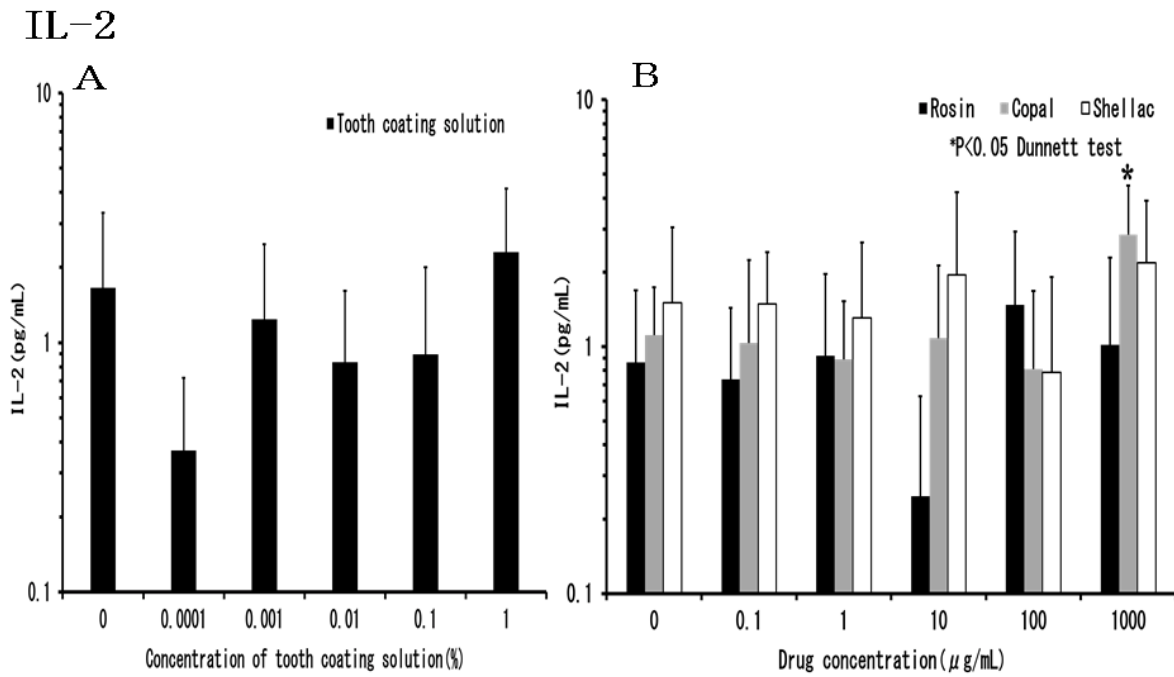 IL-2
A
10
1
0.1
IL-2(pg/mL)
■Tooth coating solution
0 0.0001 0.001 0.01 0.1 1
Concentration of tooth coating solution(%)
B
10
1
0.1
IL-2(pg/mL)
■Rosin ■Copal □Shellac
*P<0.05 Dunnett test
*
0 0.1 1 10 100 1000
Drug concentration(μg/mL)